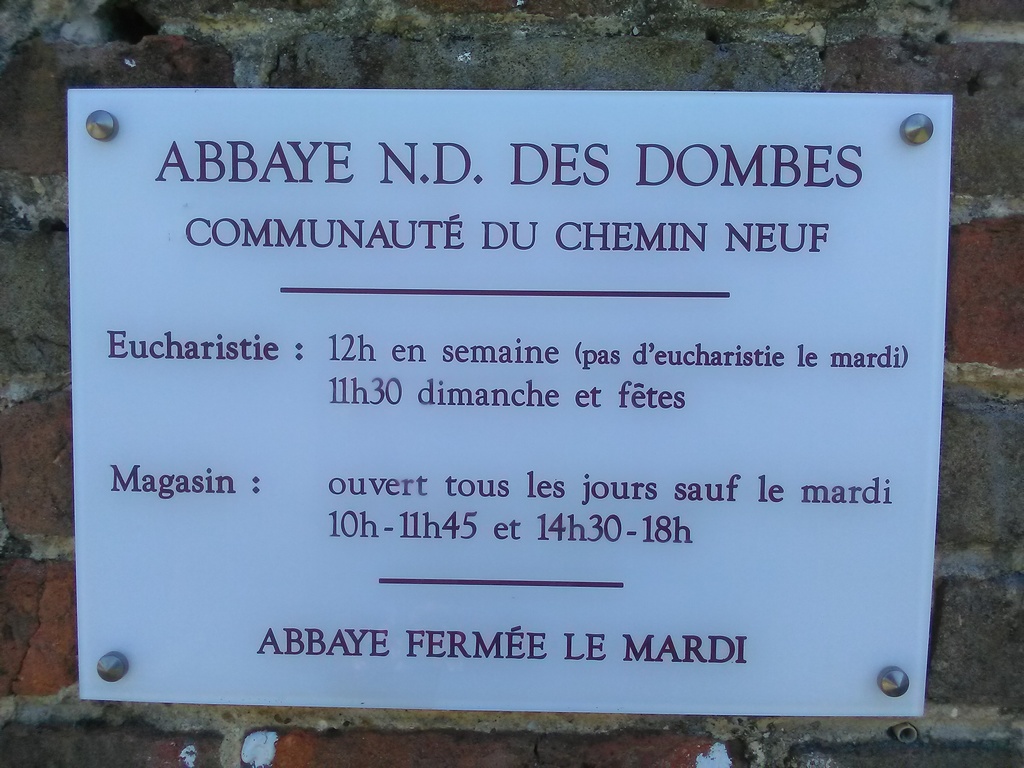 ABBAYE N.D. DES DOMBES
COMMUNAUTÉ DU CHEMIN NEUF
Eucharistie : 12h en semaine (pas d'eucharistie le mardi)
11h30 dimanche et fêtes
Magasin : ouvert tous les jours sauf le mardi
10h-11h45 et 14h30-18h
ABBAYE FERMÉE LE MARDI